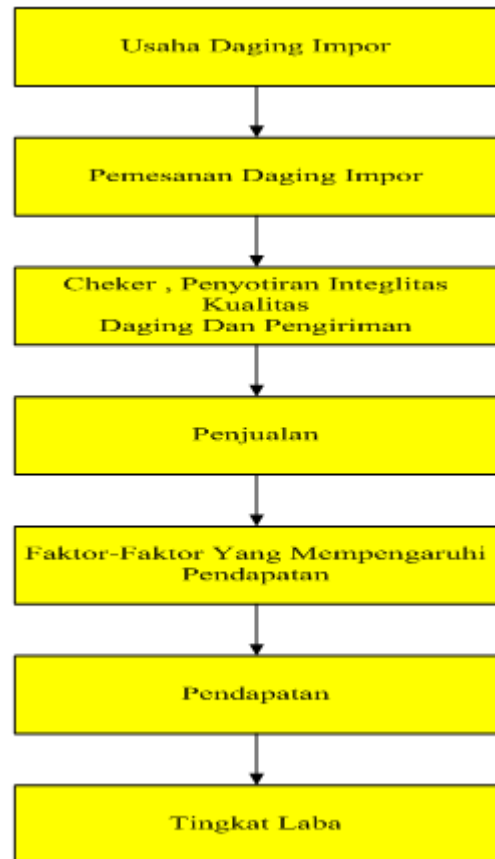 Usaha Daging Impor
Pemesanan Daging Impor
Cheker , Penyotiran Integlitas
Kualitas
Daging Dan Pengiriman
Penjualan
Faktor-Faktor Yang Mempengaruhi
Pendapatan
Pendapatan
Tingkat Laba